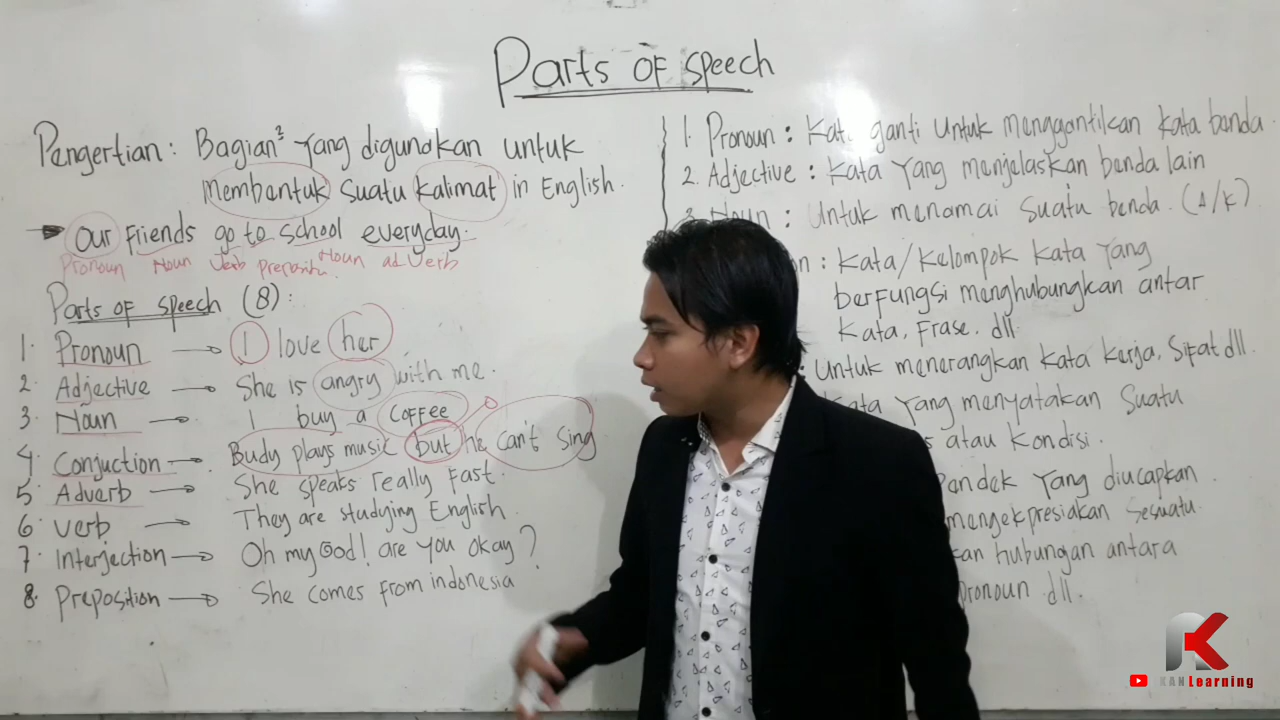 Parts of speech
Pengertian : Bagian² yang digunakan untuk
Membentuk suatu kalimat in English.
Our friends go to school everyday.
Pronoun Noun Verb Noun adverb
Parts of speech (8) :
1. Pronoun → I love her
2. Adjective → She is angry with me.
3. Noun → I buy a coffee
4. Conjuction → Budy plays music but he can't sing
5. Adverb → She speaks really fast.
6. Verb → They are studying English.
7. Interjection → Oh my God! are you okay?
8. Preposition → She comes from indonesia
1. Pronoun : Kata ganti untuk menggantikan kata benda.
2. Adjective : Kata yang menjelaskan benda lain
3. Noun : Untuk menamai suatu benda. (A/K)
: Kata/kelompok kata yang
berfungsi menghubungkan antar
kata, Frase, dll.
Untuk menerangkan kata kerja, sifat dll.
Kata yang menyatakan suatu
atau kondisi.
yang diucapkan
mengekpresiakan sesuatu.
hubungan antara
pronoun dll.
KAN Learning